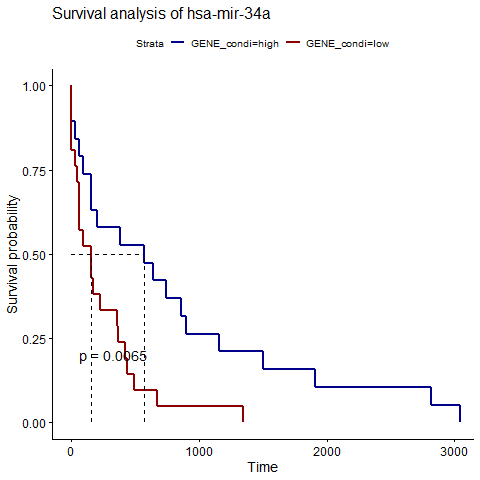 Survival analysis of hsa-mir-34a
Strata GENE_condi=high GENE_condi=low
1.00
0.75
0.50
0.25
0.00
Survival probability
p = 0.0065
0 1000 2000 3000
Time